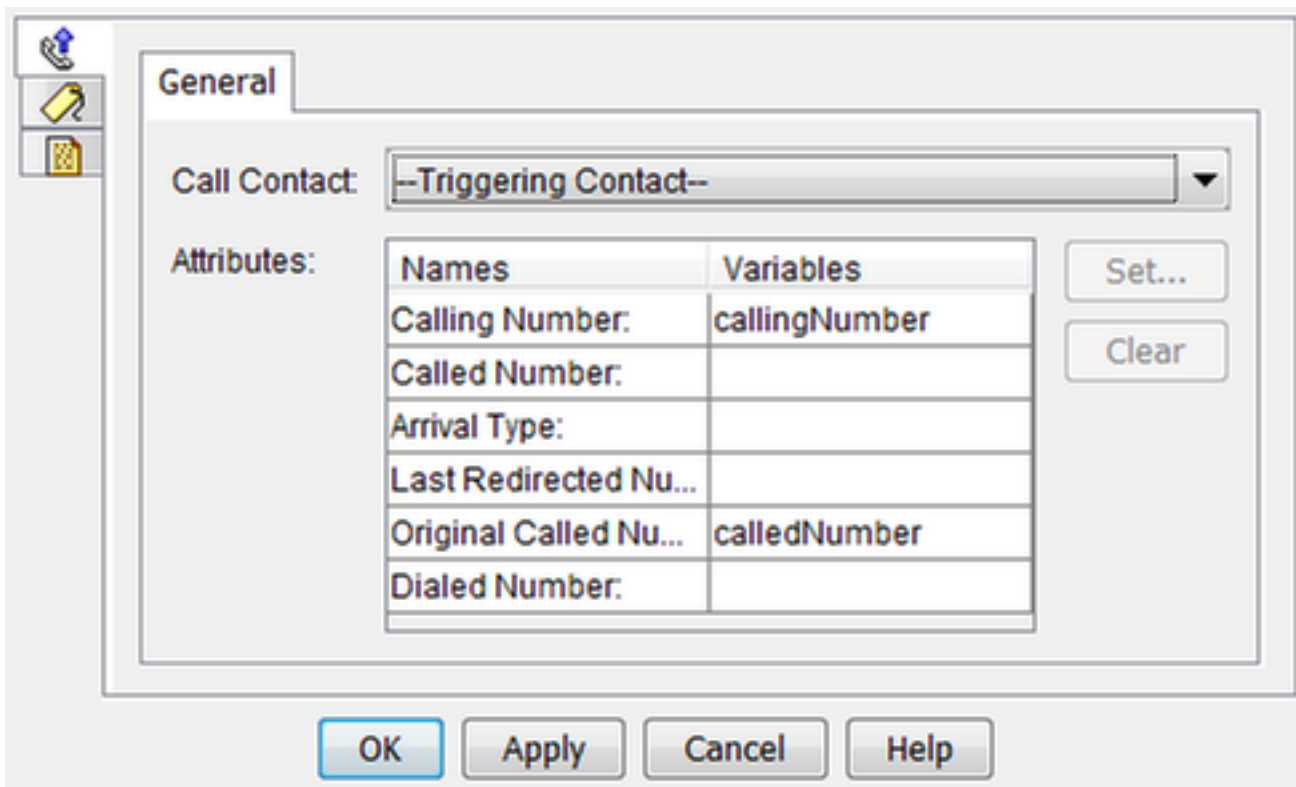 General
Call Contact: --Triggering Contact--
Attributes:
Names Variables Set...
Calling Number: callingNumber
Called Number: Clear
Arrival Type:
Last Redirected Nu...
Original Called Nu... calledNumber
Dialed Number:
OK Apply Cancel Help